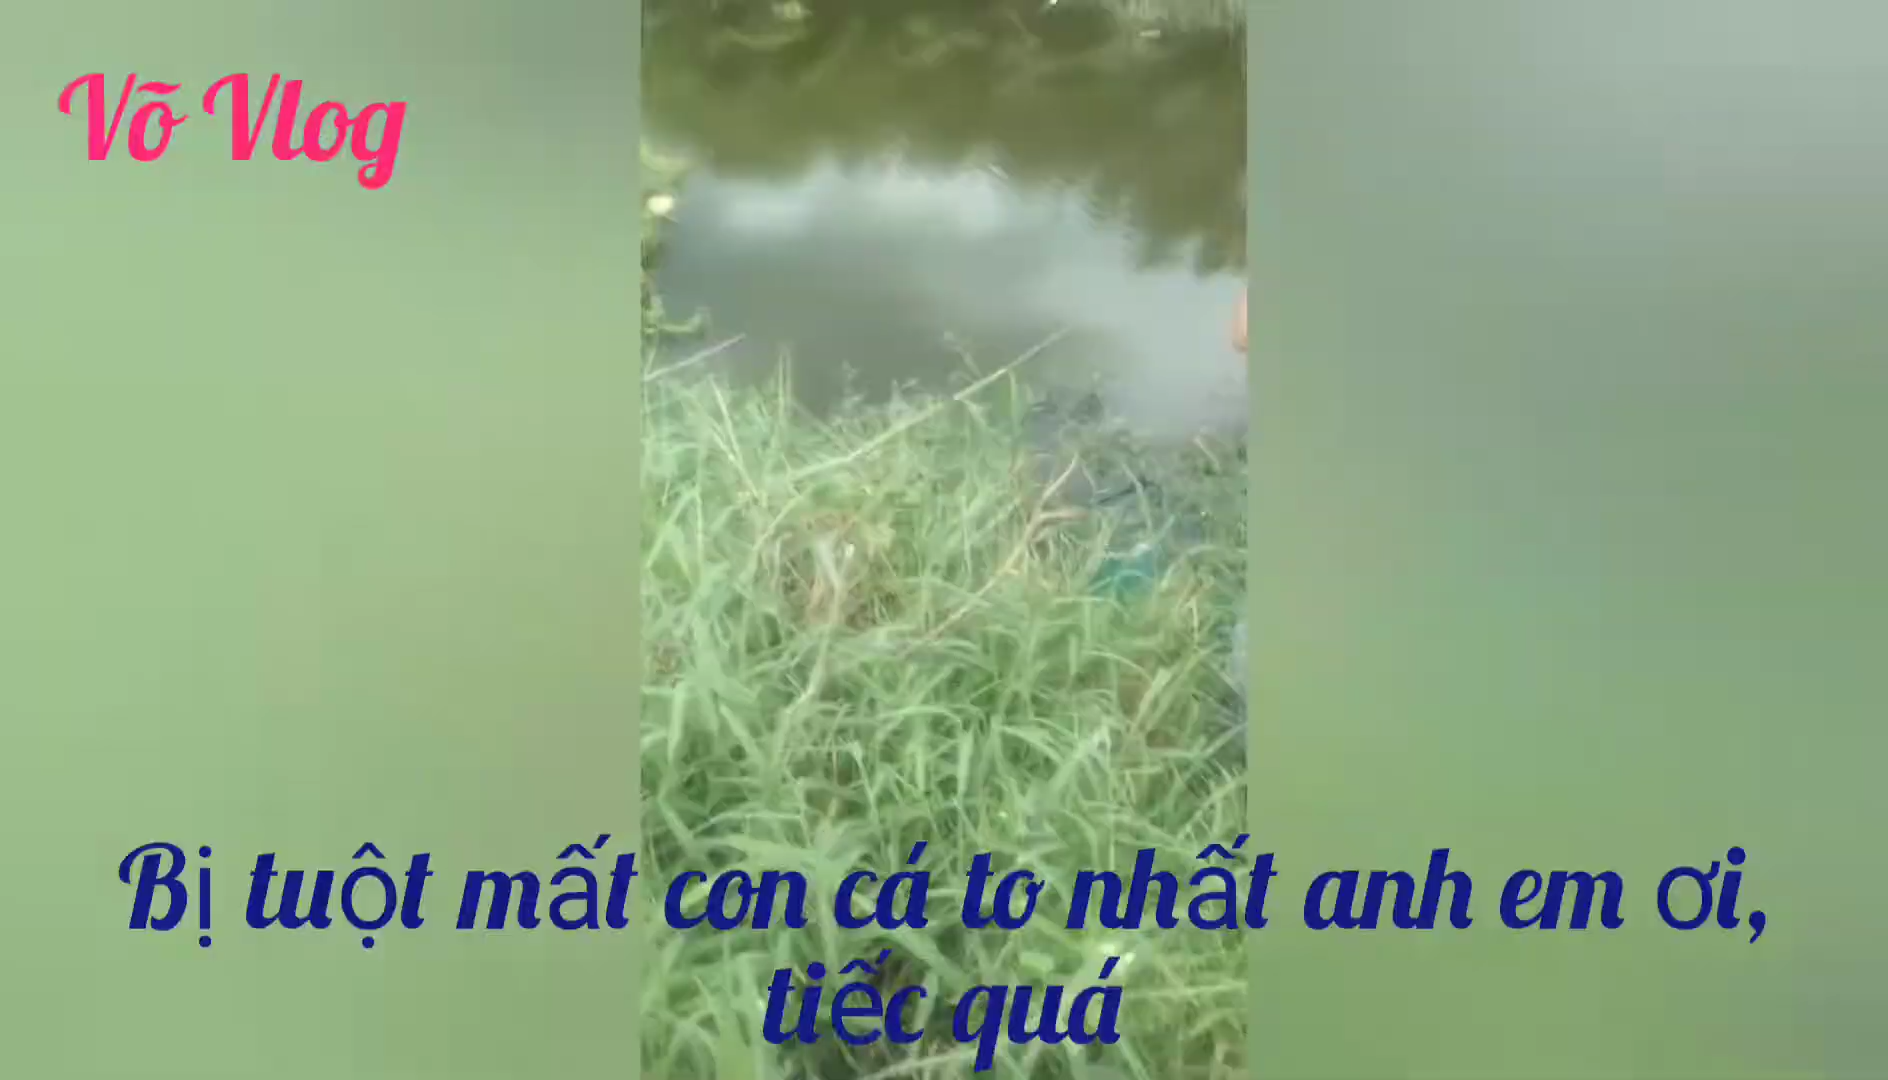 Võ Vlog
Bị tuột mất con cá to nhất anh em ơi,
tiếc quá